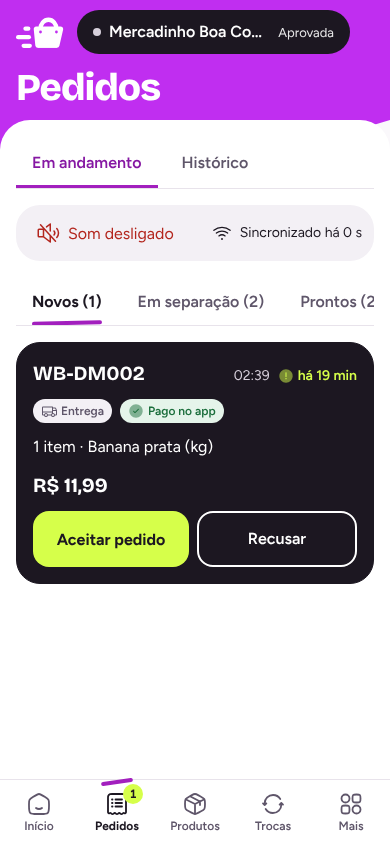 Mercadinho Boa Co... Aprovada
Pedidos
Em andamento Histórico
Som desligado Sincronizado há 0 s
Novos (1) Em separação (2) Prontos (2
WB-DM002 02:39 há 19 min
Entrega Pago no app
1 item · Banana prata (kg)
R$ 11,99
Aceitar pedido Recusar
1
Início Pedidos Produtos Trocas Mais